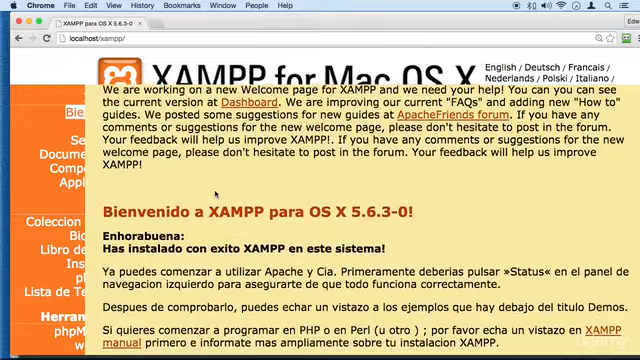 Chrome File Edit View History Bookmarks Window People Help
XAMPP para OS X 5.6.3-0!
localhost/xampp/
XAMPP for Mac OS X
English / Deutsch / Francais /
Nederlands / Polski / Italiano /
We are working on a new Welcome page for XAMPP and we need your help! You can you can see
the current version at Dashboard. We are improving our current "FAQs" and adding new "How to"
guides. We posted some suggestions for new guides at ApacheFriends forum. If you have any
comments or suggestions for the new welcome page, please don't hesitate to post in the forum.
Your feedback will help us improve XAMPP!. If you have any comments or suggestions for the new
welcome page, please don't hesitate to post in the forum. Your feedback will help us improve
XAMPP!
Bienvenido a XAMPP para OS X 5.6.3-0!
Enhorabuena:
Has instalado con exito XAMPP en este sistema!
Ya puedes comenzar a utilizar Apache y Cia. Primeramente deberias pulsar »Status« en el panel de
navegacion izquierdo para asegurarte de que todo funciona correctamente.
Despues de comprobarlo, puedes echar un vistazo a los ejemplos que hay debajo del titulo Demos.
Si quieres comenzar a programar en PHP o en Perl (u otro ) ; por favor echa un vistazo en XAMPP
manual primero e informate mas ampliamente sobre tu instalacion XAMPP.
Bie
Se
Docume
Compo
Appl
Coleccion
Bio
Libro de
Inst
ph
Lista de Te
Herran
phpM
udemy